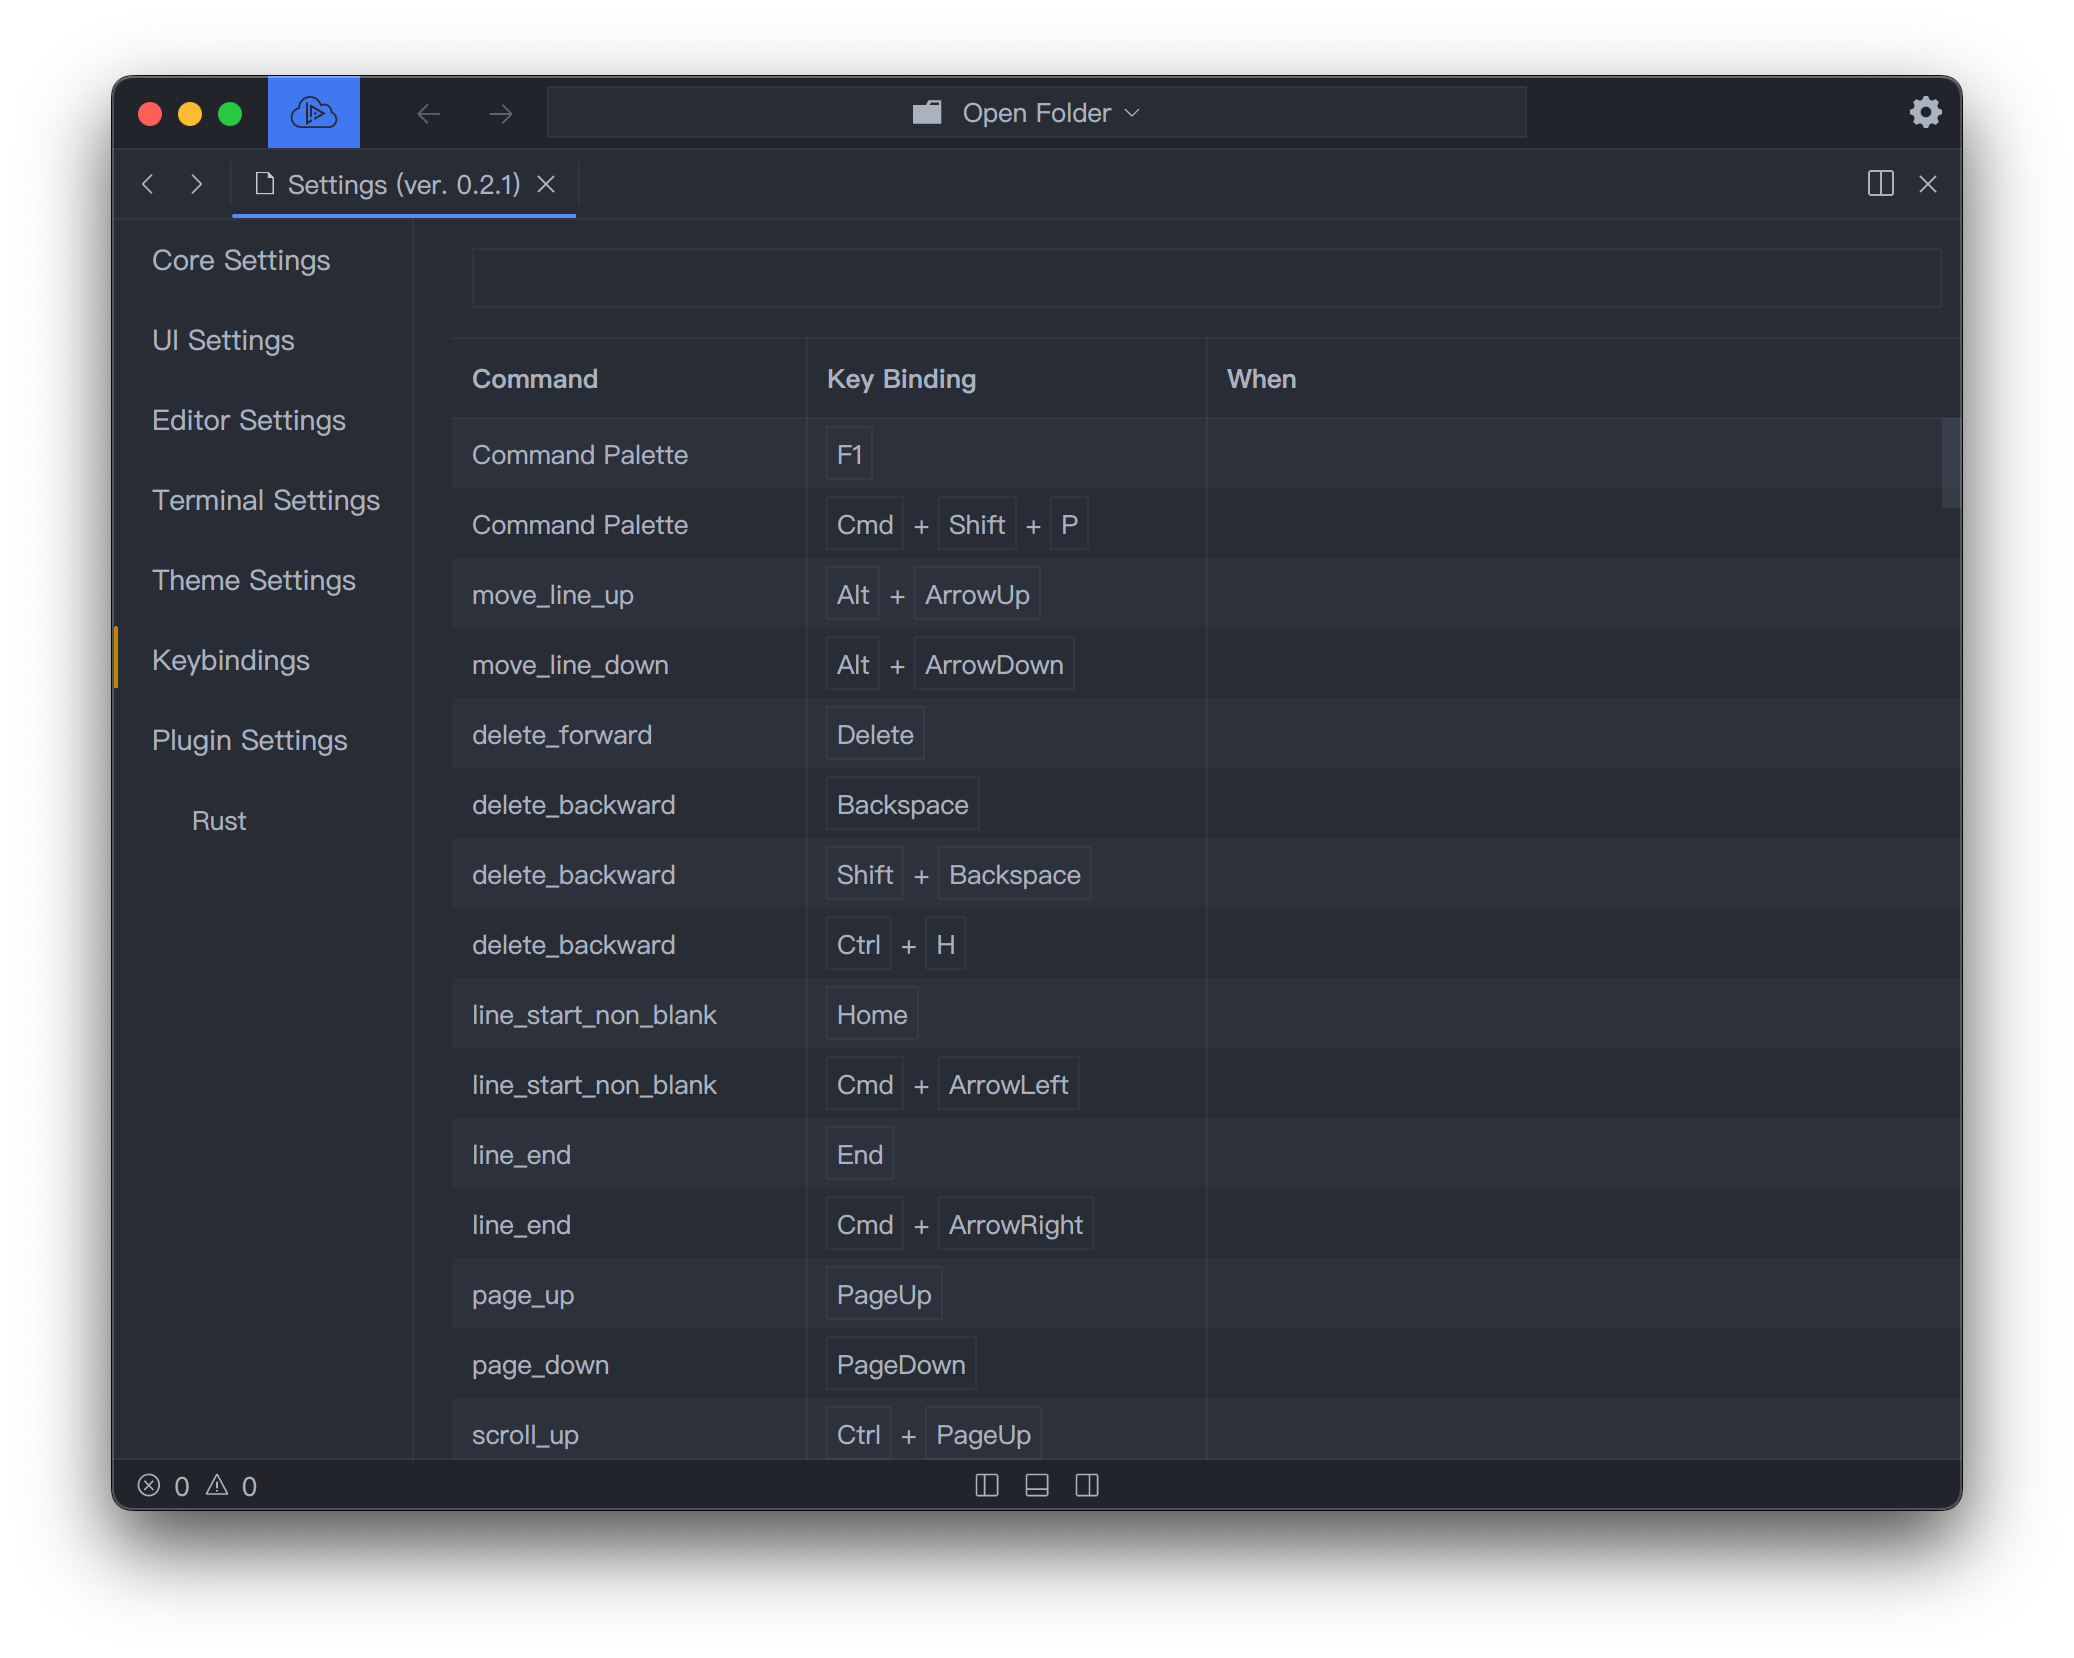 Open Folder
Settings (ver. 0.2.1)
Core Settings
UI Settings
Editor Settings
Terminal Settings
Theme Settings
Keybindings
Plugin Settings
Rust
Command Key Binding When
Command Palette F1
Command Palette Cmd + Shift + P
move_line_up Alt + ArrowUp
move_line_down Alt + ArrowDown
delete_forward Delete
delete_backward Backspace
delete_backward Shift + Backspace
delete_backward Ctrl + H
line_start_non_blank Home
line_start_non_blank Cmd + ArrowLeft
line_end End
line_end Cmd + ArrowRight
page_up PageUp
page_down PageDown
scroll_up Ctrl + PageUp
0 0